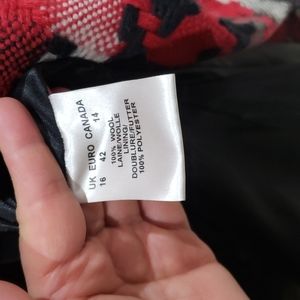 UK EURO CANADA
16 42 14
100% WOOL
LAINE/WOLLE
LINING/
DOUBLURE/FUTTER
100% POLYESTER